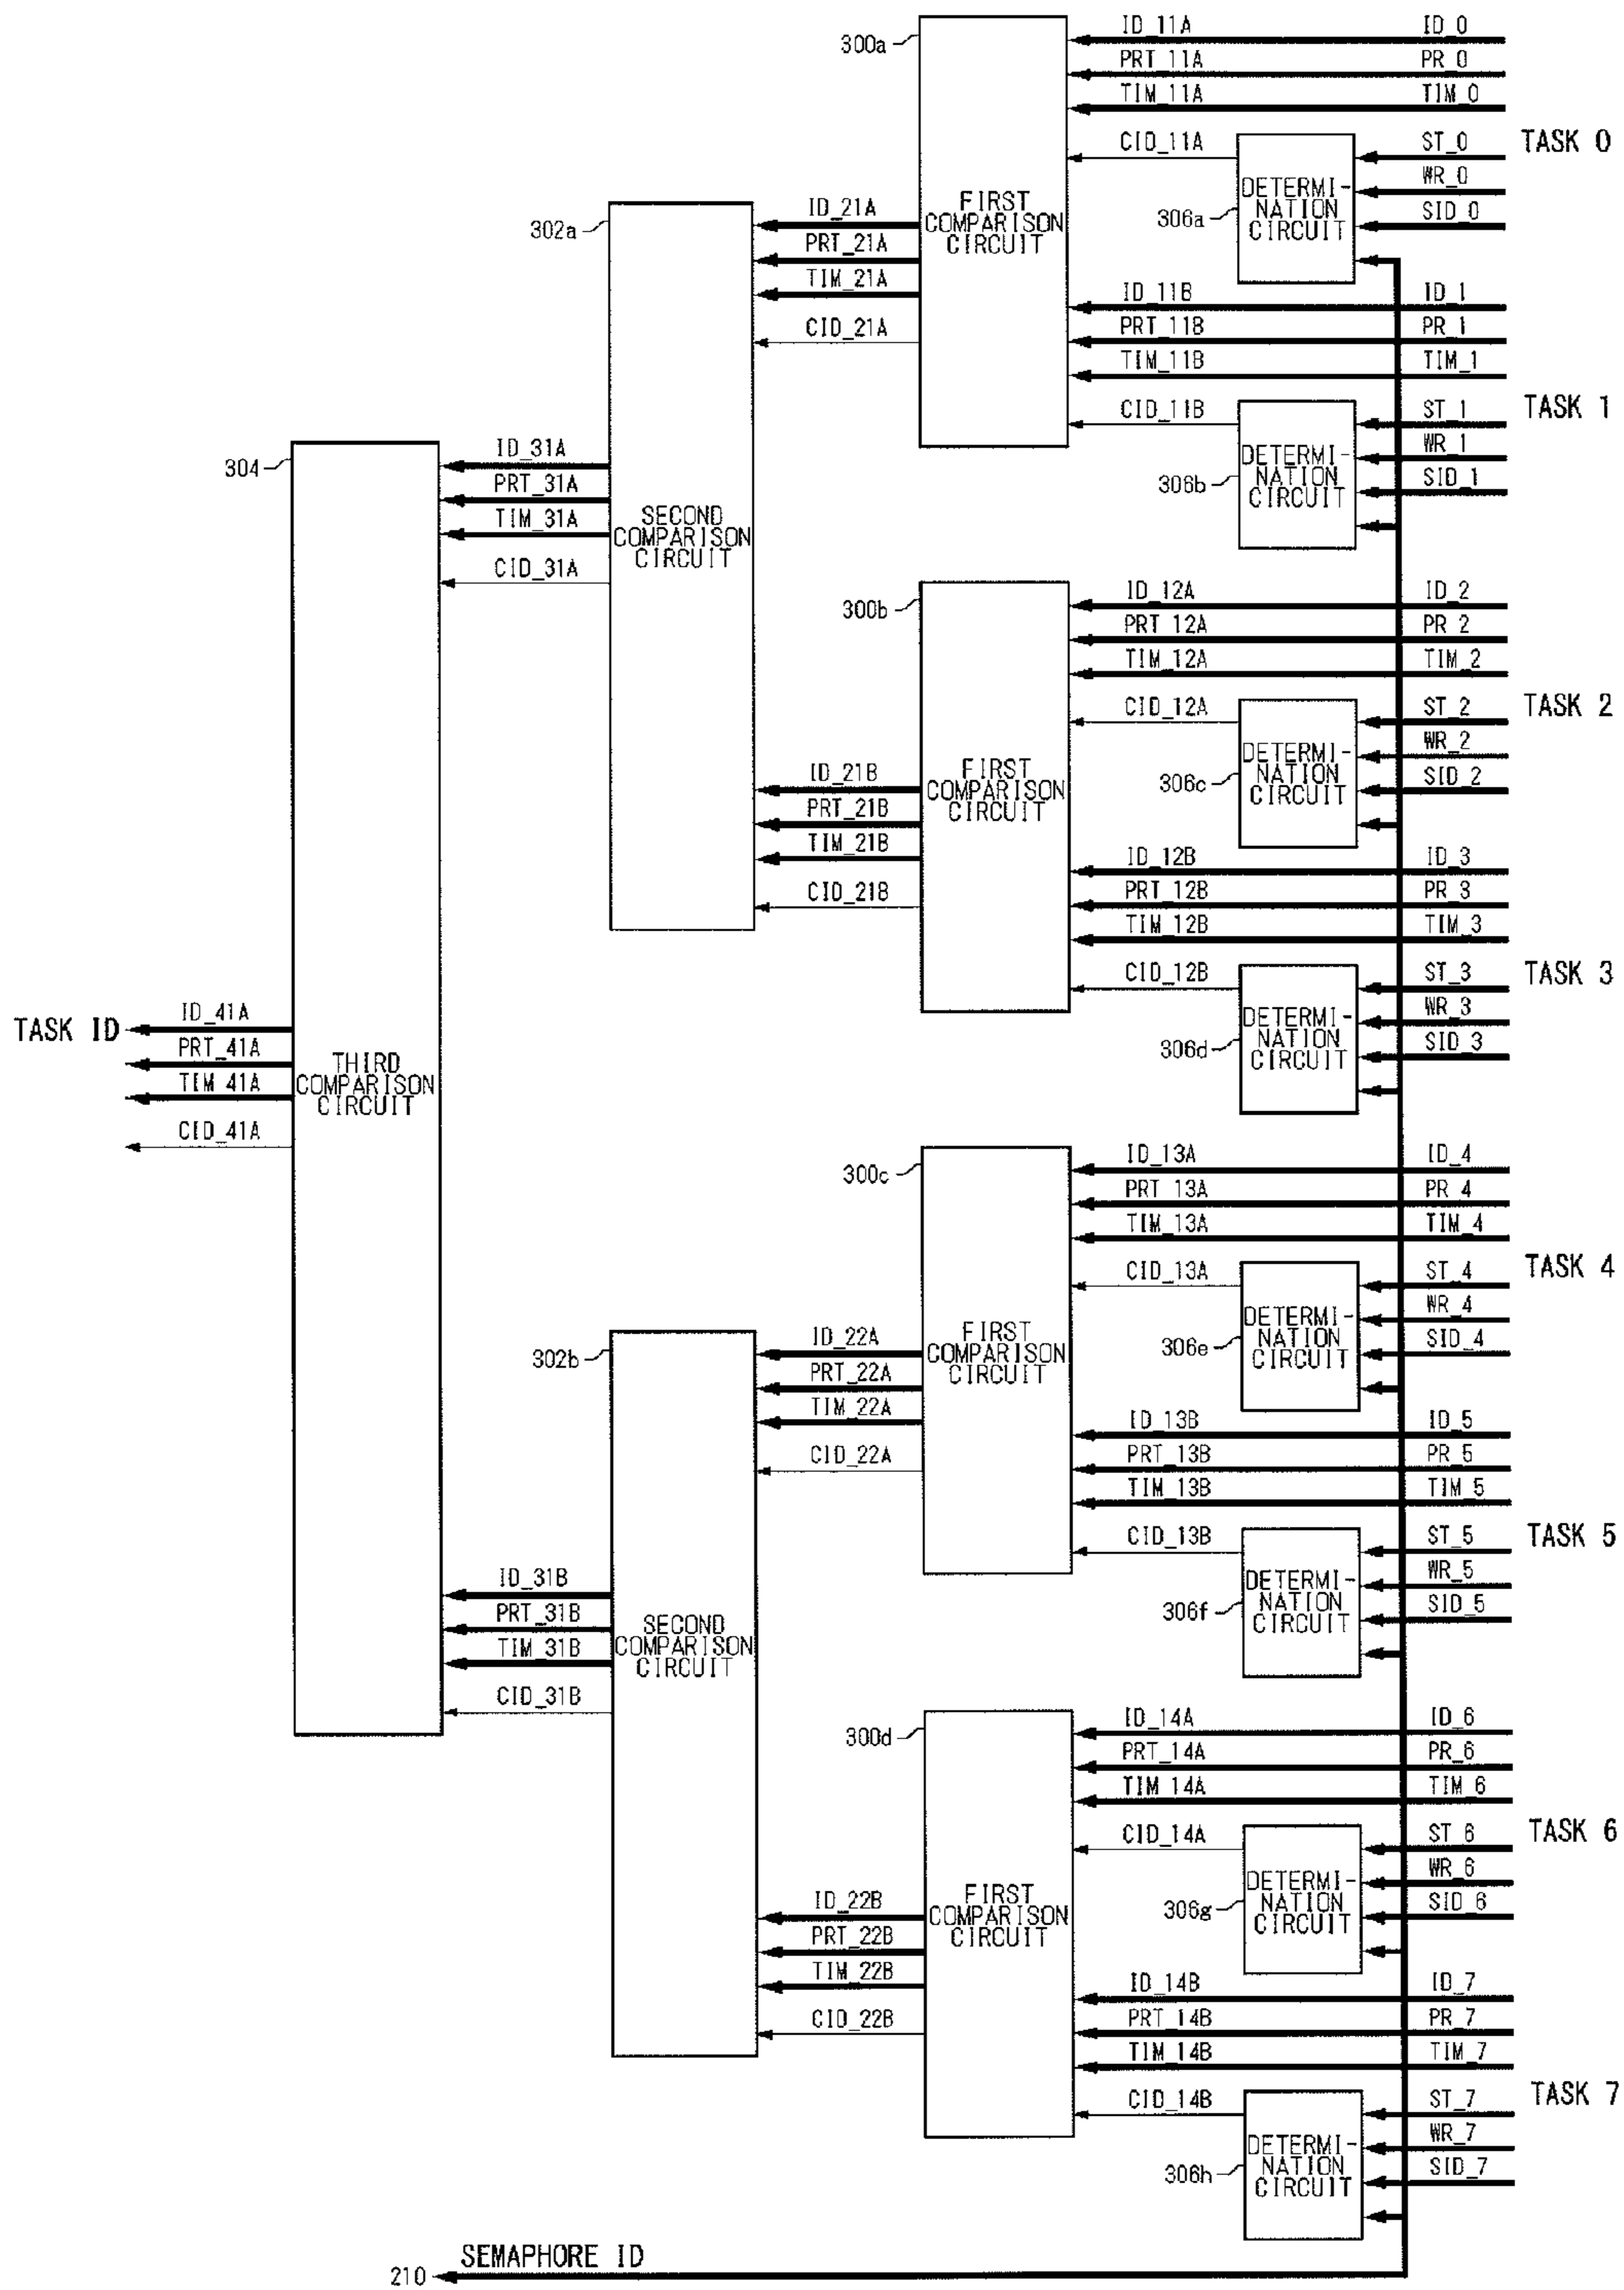 300a
ID_11A ID_0
PRT_11A PR_0
TIM_11A TIM_0
CID_11A ST_0 TASK 0
WR_0
SID_0
306a
DETERMI-
NATION
CIRCUIT
FIRST
COMPARISON
CIRCUIT
ID_11B ID_1
PRT_11B PR_1
TIM_11B TIM_1
CID_11B ST_1 TASK 1
WR_1
SID_1
306b
DETERMI-
NATION
CIRCUIT
302a
ID_21A
PRT_21A
TIM_21A
CID_21A
SECOND
COMPARISON
CIRCUIT
304
ID_31A
PRT_31A
TIM_31A
CID_31A
300b
ID_12A ID_2
PRT_12A PR_2
TIM_12A TIM_2
CID_12A ST_2 TASK 2
WR_2
SID_2
306c
DETERMI-
NATION
CIRCUIT
FIRST
COMPARISON
CIRCUIT
ID_21B
PRT_21B
TIM_21B
CID_21B
ID_12B ID_3
PRT_12B PR_3
TIM_12B TIM_3
CID_12B ST_3 TASK 3
WR_3
SID_3
306d
DETERMI-
NATION
CIRCUIT
TASK ID
ID_41A
PRT_41A
TIM_41A
CID_41A
THIRD
COMPARISON
CIRCUIT
300c
ID_13A ID_4
PRT_13A PR_4
TIM_13A TIM_4
CID_13A ST_4 TASK 4
WR_4
SID_4
306e
DETERMI-
NATION
CIRCUIT
FIRST
COMPARISON
CIRCUIT
302b
ID_22A
PRT_22A
TIM_22A
CID_22A
ID_13B ID_5
PRT_13B PR_5
TIM_13B TIM_5
CID_13B ST_5 TASK 5
WR_5
SID_5
306f
DETERMI-
NATION
CIRCUIT
ID_31B
PRT_31B
TIM_31B
CID_31B
SECOND
COMPARISON
CIRCUIT
300d
ID_14A ID_6
PRT_14A PR_6
TIM_14A TIM_6
CID_14A ST_6 TASK 6
WR_6
SID_6
306g
DETERMI-
NATION
CIRCUIT
FIRST
COMPARISON
CIRCUIT
ID_22B
PRT_22B
TIM_22B
CID_22B
ID_14B ID_7
PRT_14B PR_7
TIM_14B TIM_7
CID_14B ST_7 TASK 7
WR_7
SID_7
306h
DETERMI-
NATION
CIRCUIT
SEMAPHORE ID
210